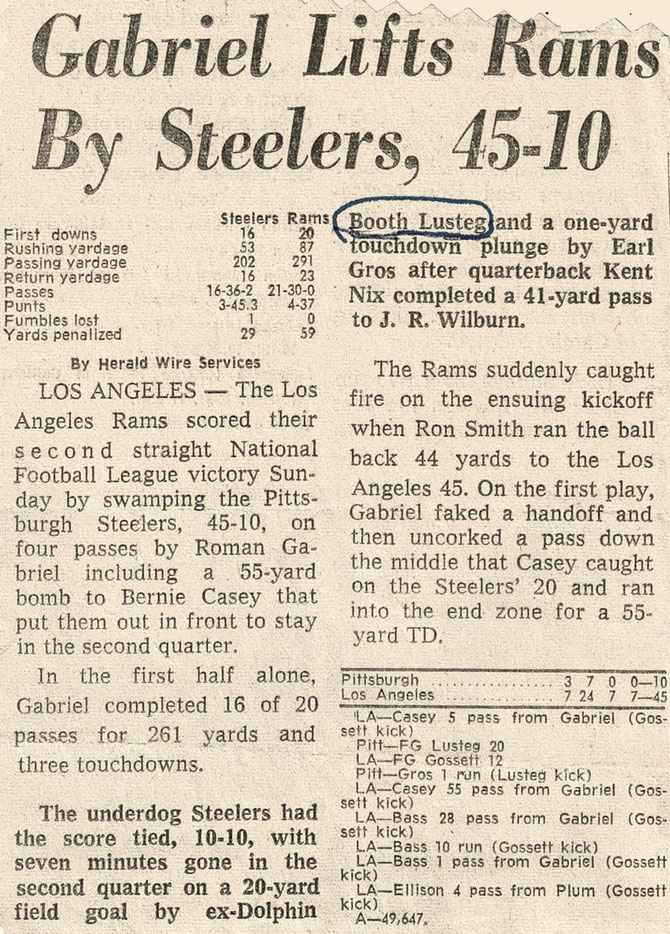 Gabriel Lifts Rams
By Steelers, 45-10
Steelers Rams
First downs 16 20
Rushing yardage 53 87
Passing yardage 202 291
Return yardage 16 23
Passes 16-36-2 21-30-0
Punts 3-45.3 4-37
Fumbles lost 1 0
Yards penalized 29 59
By Herald Wire Services
LOS ANGELES — The Los
Angeles Rams scored their
second straight National
Football League victory Sun-
day by swamping the Pitts-
burgh Steelers, 45-10, on
four passes by Roman Ga-
briel including a 55-yard
bomb to Bernie Casey that
put them out in front to stay
in the second quarter.
In the first half alone,
Gabriel completed 16 of 20
passes for 261 yards and
three touchdowns.
The underdog Steelers had
the score tied, 10-10, with
seven minutes gone in the
second quarter on a 20-yard
field goal by ex-Dolphin
Booth Lusteg and a one-yard
touchdown plunge by Earl
Gros after quarterback Kent
Nix completed a 41-yard pass
to J. R. Wilburn.
The Rams suddenly caught
fire on the ensuing kickoff
when Ron Smith ran the ball
back 44 yards to the Los
Angeles 45. On the first play,
Gabriel faked a handoff and
then uncorked a pass down
the middle that Casey caught
on the Steelers' 20 and ran
into the end zone for a 55-
yard TD.
Pittsburgh ........................ 3 7 0 0—10
Los Angeles ..................... 7 24 7 7—45
LA—Casey 5 pass from Gabriel (Gos-
sett kick)
Pitt—FG Lusteg 20
LA—FG Gossett 12
Pitt—Gros 1 run (Lusteg kick)
LA—Casey 55 pass from Gabriel (Gos-
sett kick)
LA—Bass 28 pass from Gabriel (Gos-
sett kick)
LA—Bass 10 run (Gossett kick)
LA—Bass 1 pass from Gabriel (Gossett
kick)
LA—Ellison 4 pass from Plum (Gossett
kick)
A—49,647.